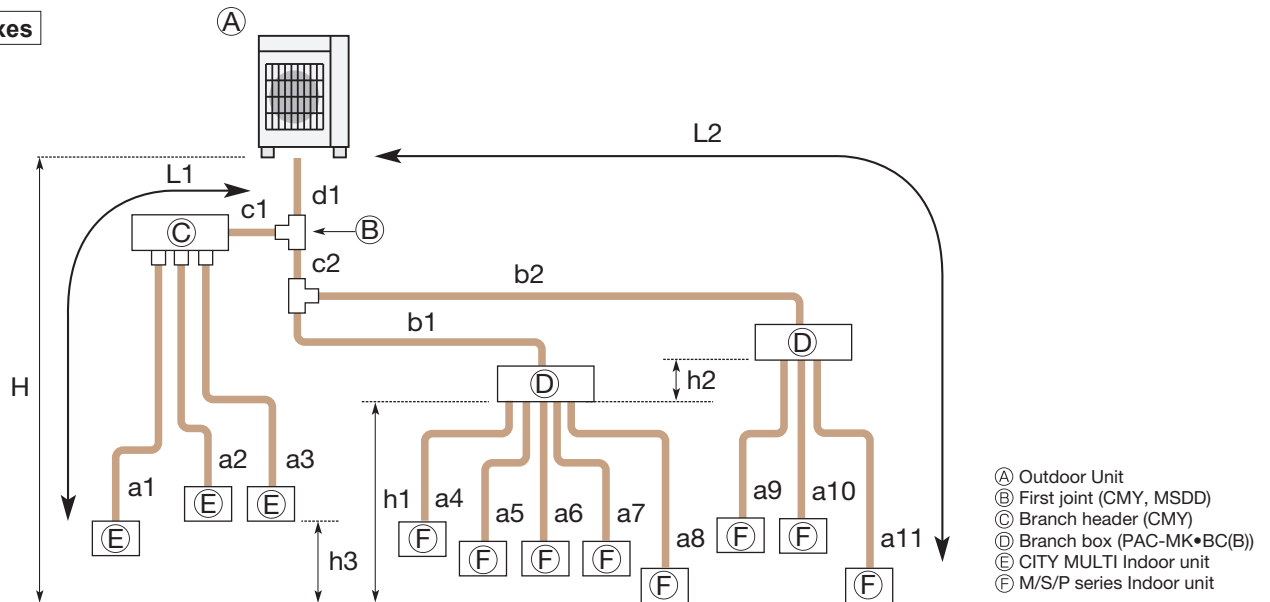 xes
A
L2
L1
d1
c1
C
B
c2
b2
b1
D
H
D
h2
a1
a2
a3
E
E
E
h3
h1
a4
a5
a6
a7
a8
F
F
F
F
F
a9
a10
a11
F
F
F
A Outdoor Unit
B First joint (CMY, MSDD)
C Branch header (CMY)
D Branch box (PAC-MK•BC(B))
E CITY MULTI Indoor unit
F M/S/P series Indoor unit